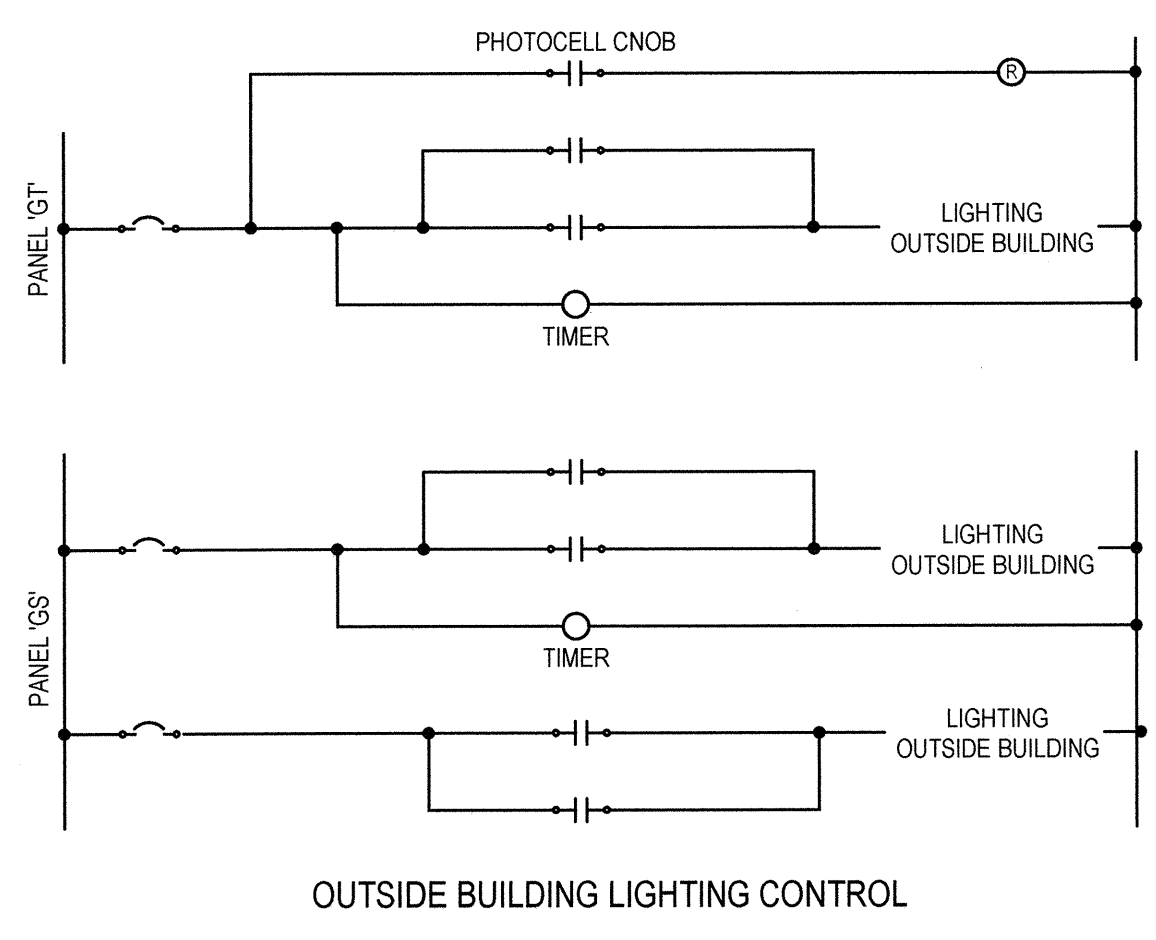 PHOTOCELL CNOB
R
PANEL 'GT'
LIGHTING
OUTSIDE BUILDING
TIMER
LIGHTING
OUTSIDE BUILDING
PANEL 'GS'
TIMER
LIGHTING
OUTSIDE BUILDING
OUTSIDE BUILDING LIGHTING CONTROL